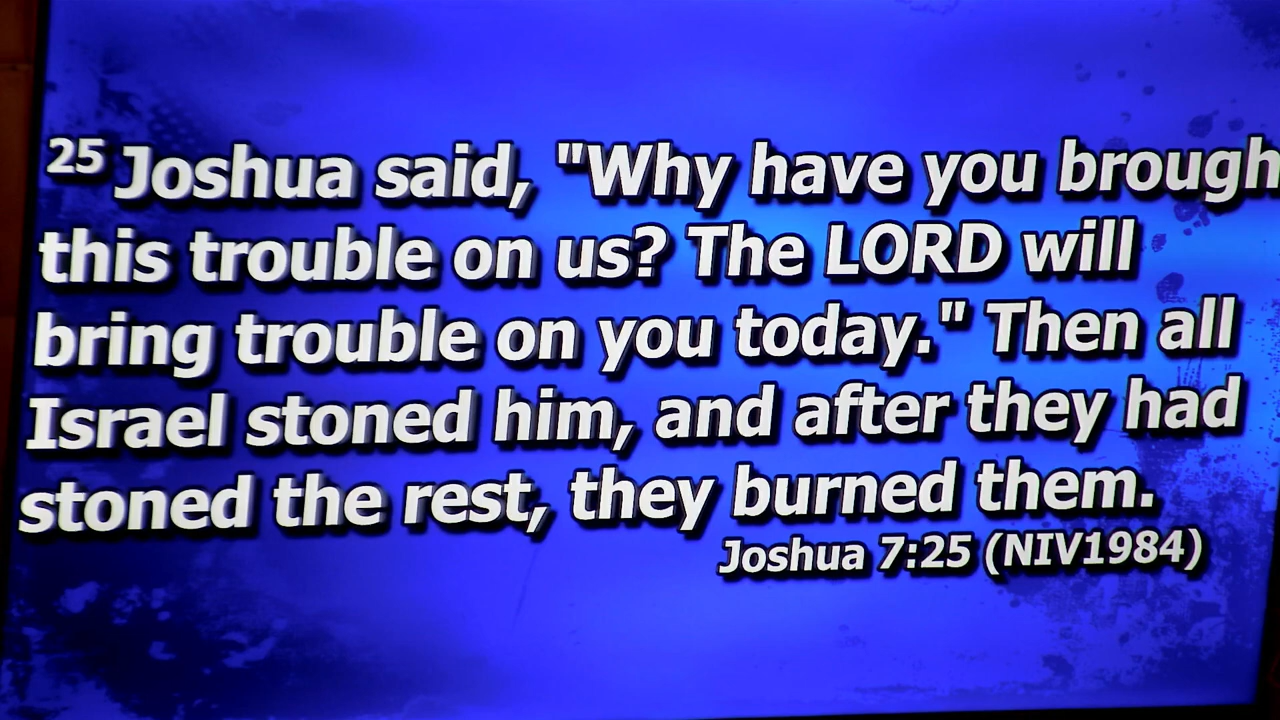 25 Joshua said, "Why have you brough
this trouble on us? The LORD will
bring trouble on you today." Then all
Israel stoned him, and after they had
stoned the rest, they burned them.
Joshua 7:25 (NIV1984)